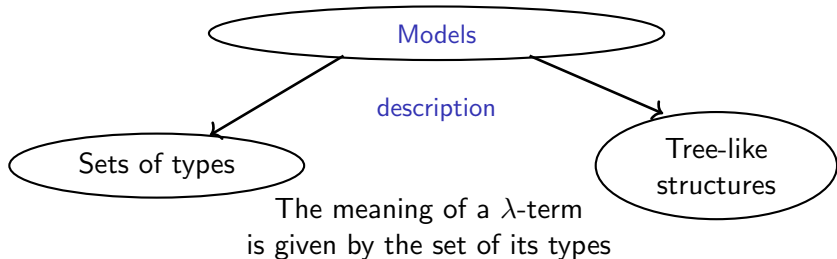 Models
description
Sets of types
Tree-like
structures
The meaning of a λ-term
is given by the set of its types